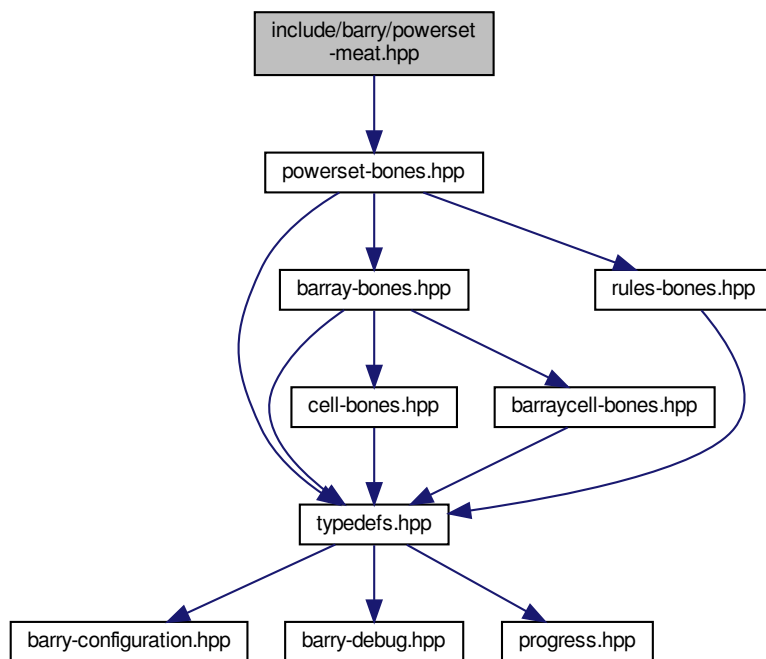 include/barry/powerset
-meat.hpp
powerset-bones.hpp
barray-bones.hpp
rules-bones.hpp
cell-bones.hpp
barraycell-bones.hpp
typedefs.hpp
barry-configuration.hpp
barry-debug.hpp
progress.hpp